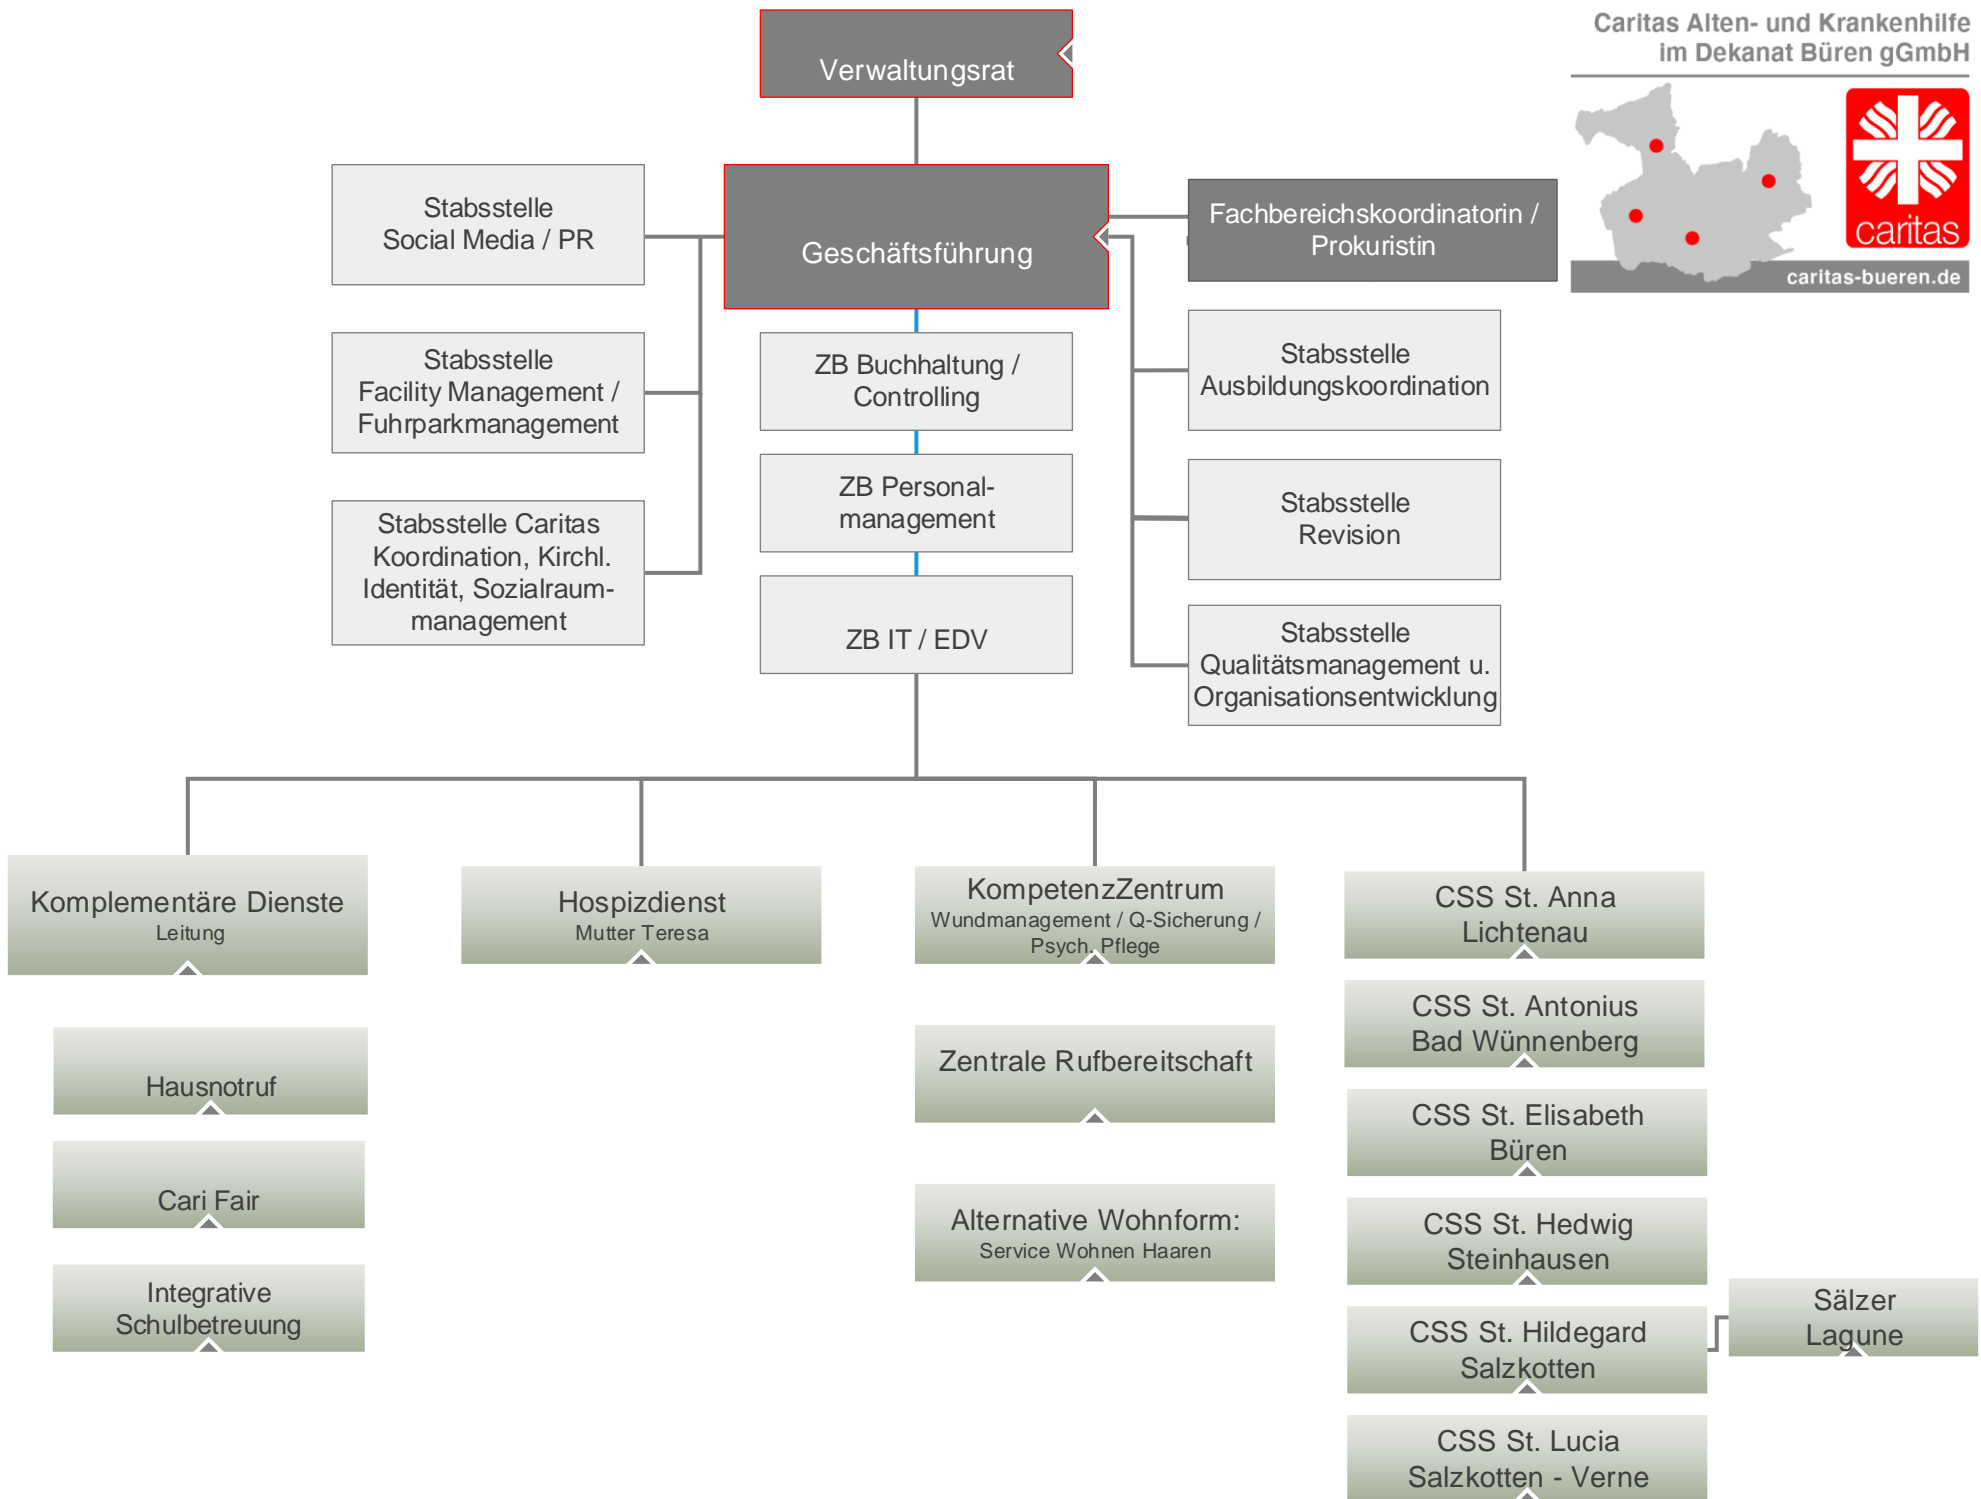 Caritas Alten- und Krankenhilfe
im Dekanat Büren gGmbH
caritas
caritas-bueren.de
Verwaltungsrat
Geschäftsführung
Fachbereichskoordinatorin /
Prokuristin
Stabsstelle
Social Media / PR
Stabsstelle
Facility Management /
Fuhrparkmanagement
Stabsstelle Caritas
Koordination, Kirchl.
Identität, Sozialraum-
management
ZB Buchhaltung /
Controlling
ZB Personal-
management
ZB IT / EDV
Stabsstelle
Ausbildungskoordination
Stabsstelle
Revision
Stabsstelle
Qualitätsmanagement u.
Organisationsentwicklung
Komplementäre Dienste
Leitung
Hausnotruf
Cari Fair
Integrative
Schulbetreuung
Hospizdienst
Mutter Teresa
KompetenzZentrum
Wundmanagement / Q-Sicherung /
Psych. Pflege
Zentrale Rufbereitschaft
Alternative Wohnform:
Service Wohnen Haaren
CSS St. Anna
Lichtenau
CSS St. Antonius
Bad Wünnenberg
CSS St. Elisabeth
Büren
CSS St. Hedwig
Steinhausen
CSS St. Hildegard
Salzkotten
Sälzer
Lagune
CSS St. Lucia
Salzkotten - Verne